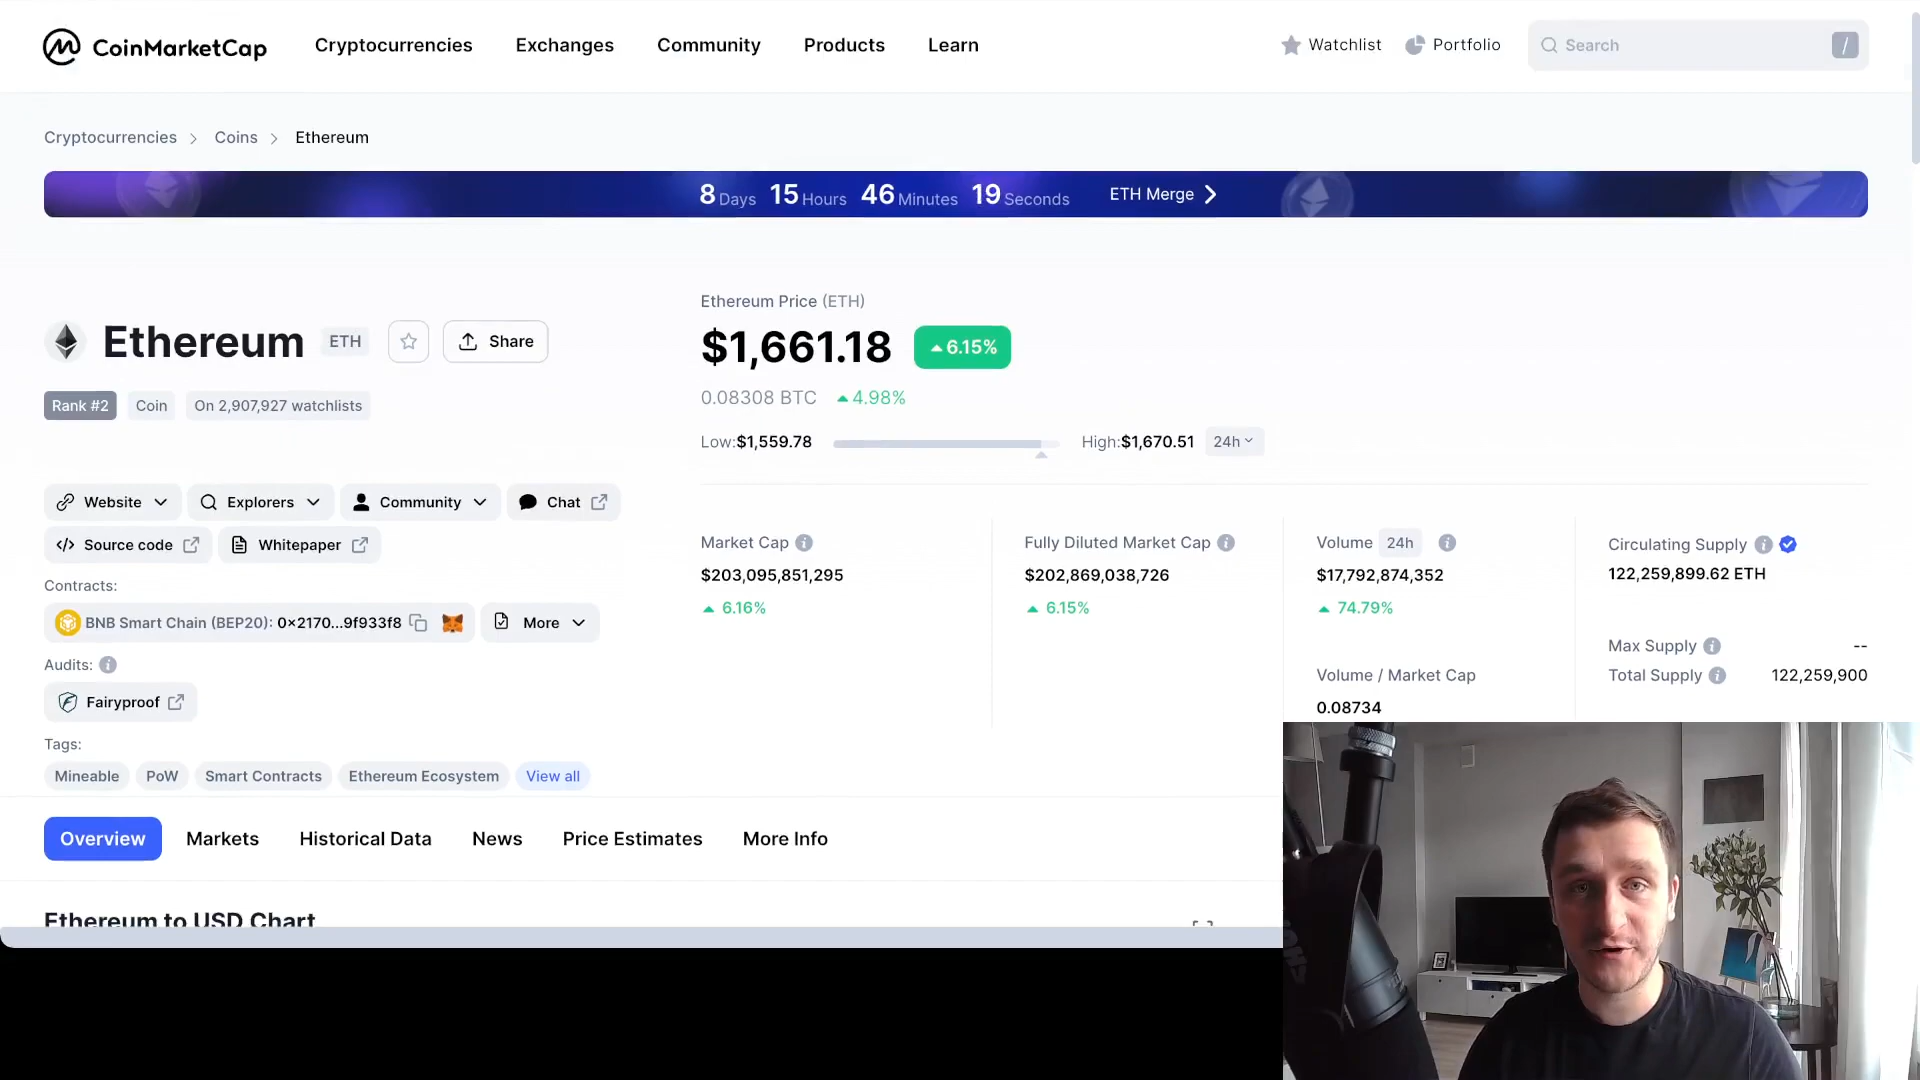 CoinMarketCap Cryptocurrencies Exchanges Community Products Learn Watchlist Portfolio Search /
Cryptocurrencies > Coins > Ethereum
8 Days 15 Hours 46 Minutes 19 Seconds ETH Merge
Ethereum ETH Share
Rank #2 Coin On 2,907,927 watchlists
Website Explorers Community Chat
Source code Whitepaper
Contracts:
BNB Smart Chain (BEP20): 0x2170...9f933f8 More
Audits:
Fairyproof
Tags:
Mineable PoW Smart Contracts Ethereum Ecosystem View all
Ethereum Price (ETH)
$1,661.18 6.15%
0.08308 BTC 4.98%
Low:$1,559.78 High:$1,670.51 24h
Market Cap
$203,095,851,295
6.16%
Fully Diluted Market Cap
$202,869,038,726
6.15%
Volume 24h
$17,792,874,352
74.79%
Volume / Market Cap
0.08734
Circulating Supply
122,259,899.62 ETH
Max Supply --
Total Supply 122,259,900
Overview Markets Historical Data News Price Estimates More Info
Ethereum to USD Chart